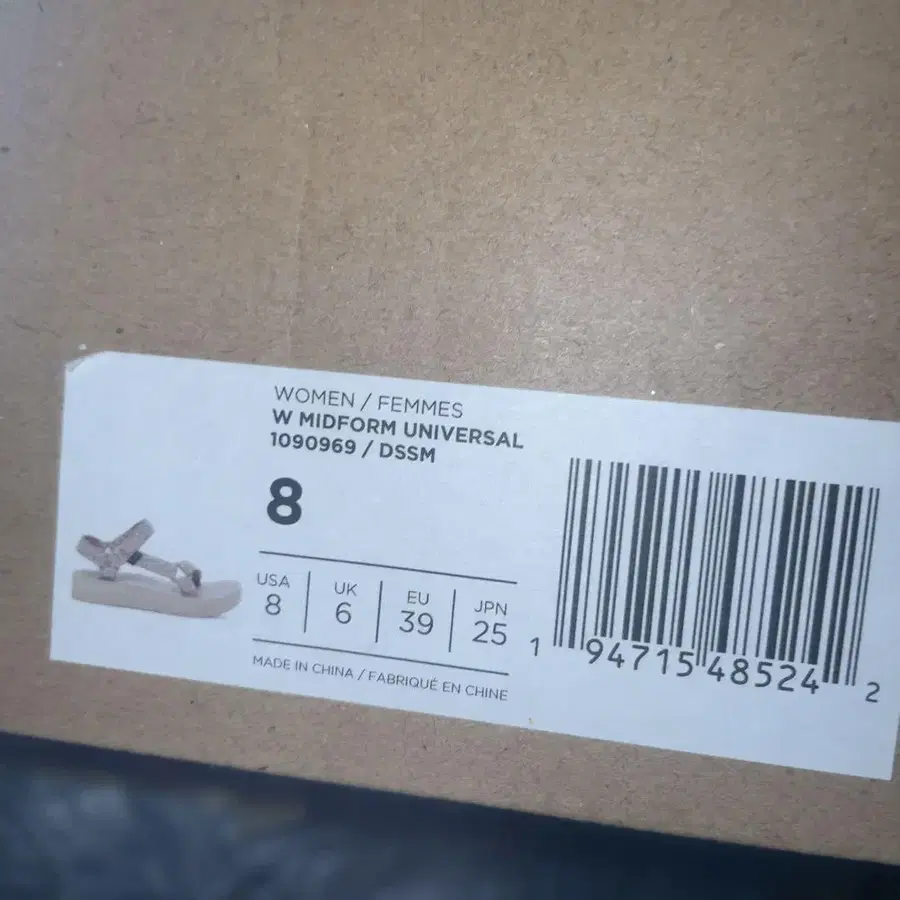 WOMEN / FEMMES
W MIDFORM UNIVERSAL
1090969 / DSSM
8
USA
8
UK
6
EU
39
JPN
25
MADE IN CHINA / FABRIQUÉ EN CHINE
1 94715 48524 2